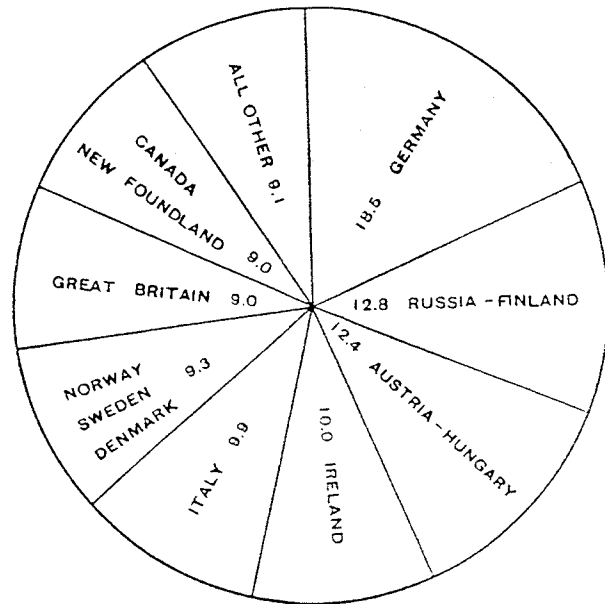 18.5 GERMANY
12.8 RUSSIA-FINLAND
12.4 AUSTRIA-HUNGARY
10.0 IRELAND
ITALY 9.9
NORWAY
SWEDEN 9.3
DENMARK
GREAT BRITAIN 9.0
CANADA
NEW FOUNDLAND 9.0
ALL OTHER 9.1